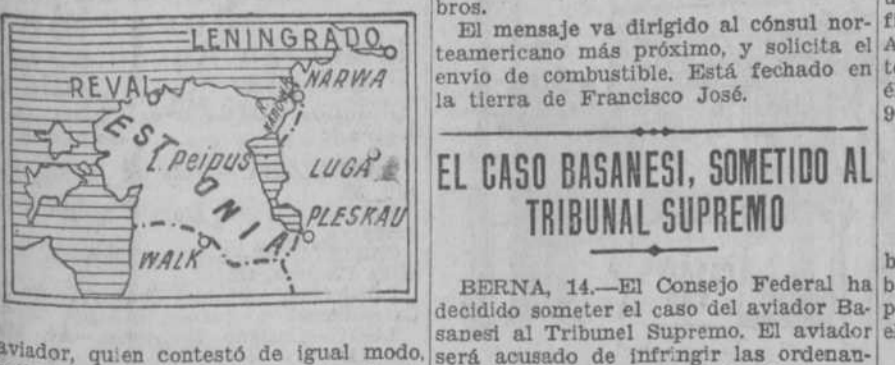 LENINGRADO
REVAL
NARWA
R. NAROWA
ESTONIA
L. Peipus
LUGA
PLESKAU
WALK
aviador, quien contestó de igual modo,
bros.
El mensaje va dirigido al cónsul nor-
teamericano más próximo, y solicita el
envío de combustible. Está fechado en
la tierra de Francisco José.
EL CASO BASANESI, SOMETIDO AL
TRIBUNAL SUPREMO
BERNA, 14.—El Consejo Federal ha
decidido someter el caso del aviador Ba-
sanesi al Tribunel Supremo. El aviador
será acusado de infringir las ordenan-